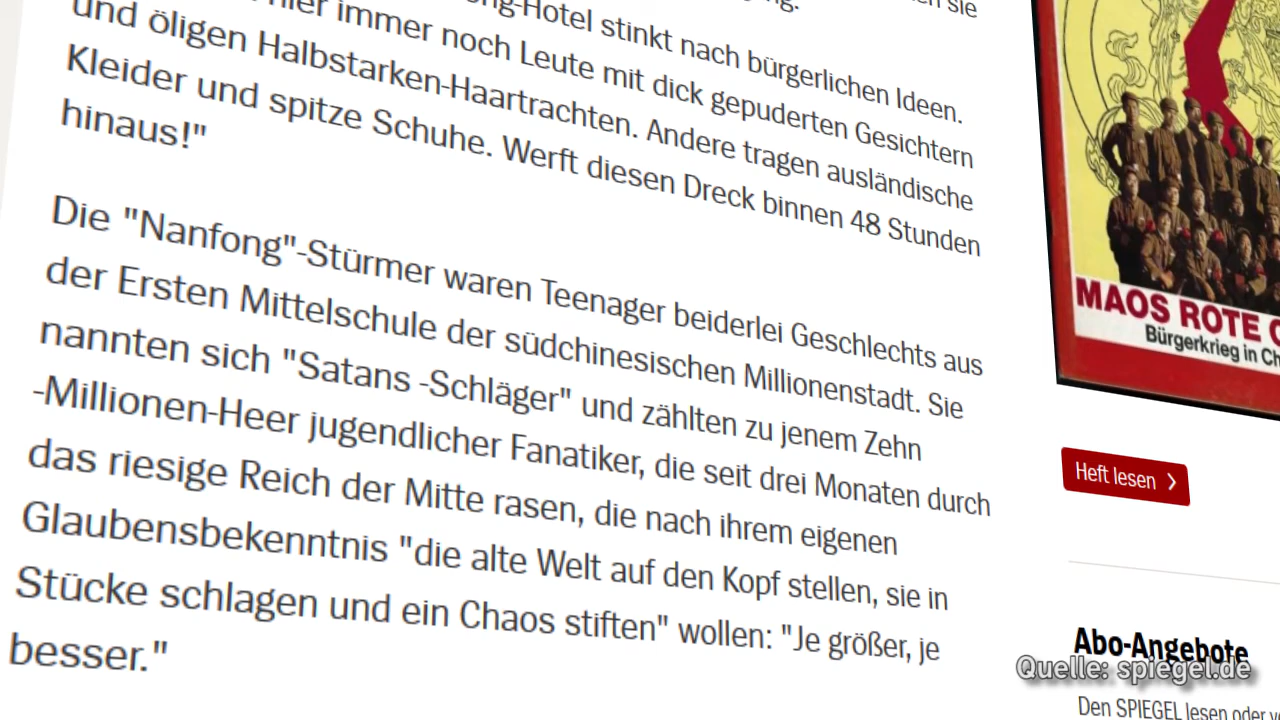 sie
-Hotel stinkt nach bürgerlichen Ideen.
hier immer noch Leute mit dick gepuderten Gesichtern
und öligen Halbstarken-Haartrachten. Andere tragen ausländische
Kleider und spitze Schuhe. Werft diesen Dreck binnen 48 Stunden
hinaus!"
Die "Nanfong"-Stürmer waren Teenager beiderlei Geschlechts aus
der Ersten Mittelschule der südchinesischen Millionenstadt. Sie
nannten sich "Satans -Schläger" und zählten zu jenem Zehn
-Millionen-Heer jugendlicher Fanatiker, die seit drei Monaten durch
das riesige Reich der Mitte rasen, die nach ihrem eigenen
Glaubensbekenntnis "die alte Welt auf den Kopf stellen, sie in
Stücke schlagen und ein Chaos stiften" wollen: "Je größer, je
besser."
MAOS ROTE
Bürgerkrieg in Ch
Heft lesen
Abo-Angebote
Quelle: spiegel.de
Den SPIEGEL lesen oder